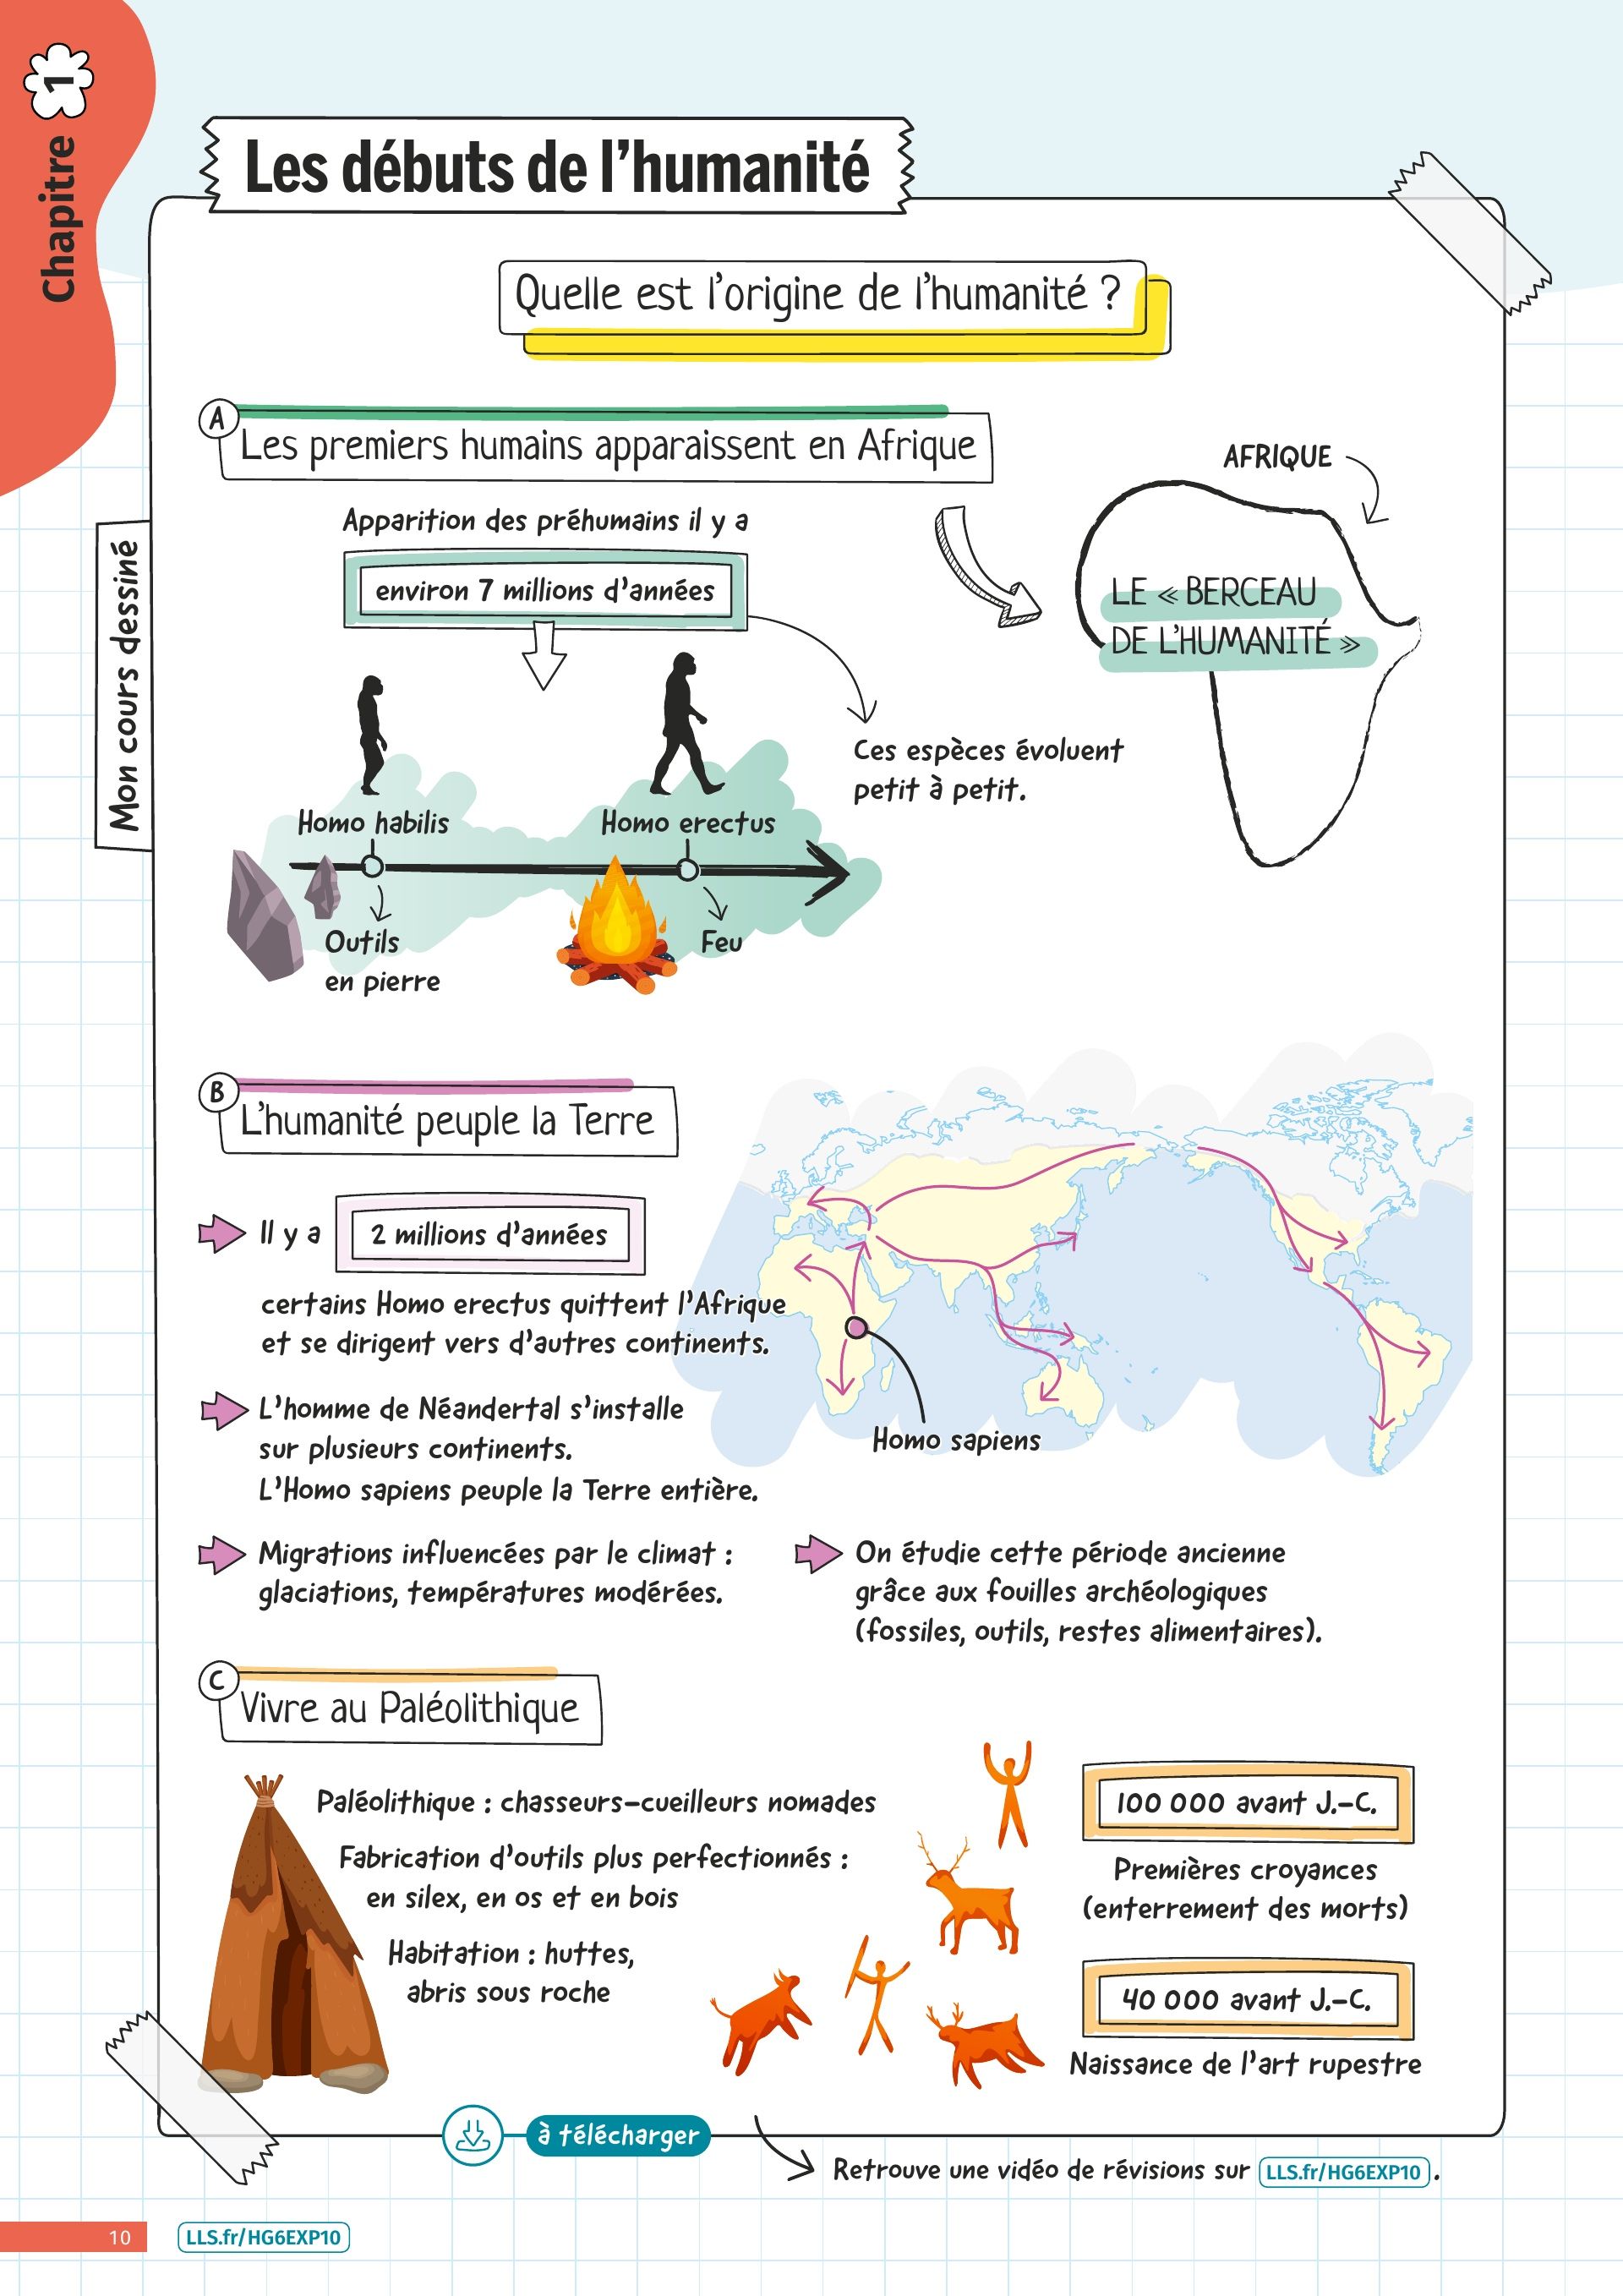 Chapitre 1
Les débuts de l'humanité
Quelle est l'origine de l'humanité ?
Mon cours dessiné
A
Les premiers humains apparaissent en Afrique
Apparition des préhumains il y a
environ 7 millions d'années
AFRIQUE
LE « BERCEAU
DE L'HUMANITÉ »
Ces espèces évoluent
petit à petit.
Homo habilis
Homo erectus
Outils
en pierre
Feu
B
L'humanité peuple la Terre
Il y a
2 millions d'années
certains Homo erectus quittent l'Afrique
et se dirigent vers d'autres continents.
L'homme de Néandertal s'installe
sur plusieurs continents.
L'Homo sapiens peuple la Terre entière.
Homo sapiens
Migrations influencées par le climat :
glaciations, températures modérées.
On étudie cette période ancienne
grâce aux fouilles archéologiques
(fossiles, outils, restes alimentaires).
C
Vivre au Paléolithique
Paléolithique : chasseurs-cueilleurs nomades
Fabrication d'outils plus perfectionnés :
en silex, en os et en bois
Habitation : huttes,
abris sous roche
100 000 avant J.-C.
Premières croyances
(enterrement des morts)
40 000 avant J.-C.
Naissance de l'art rupestre
à télécharger
Retrouve une vidéo de révisions sur LLS.fr/HG6EXP10 .
10
LLS.fr/HG6EXP10